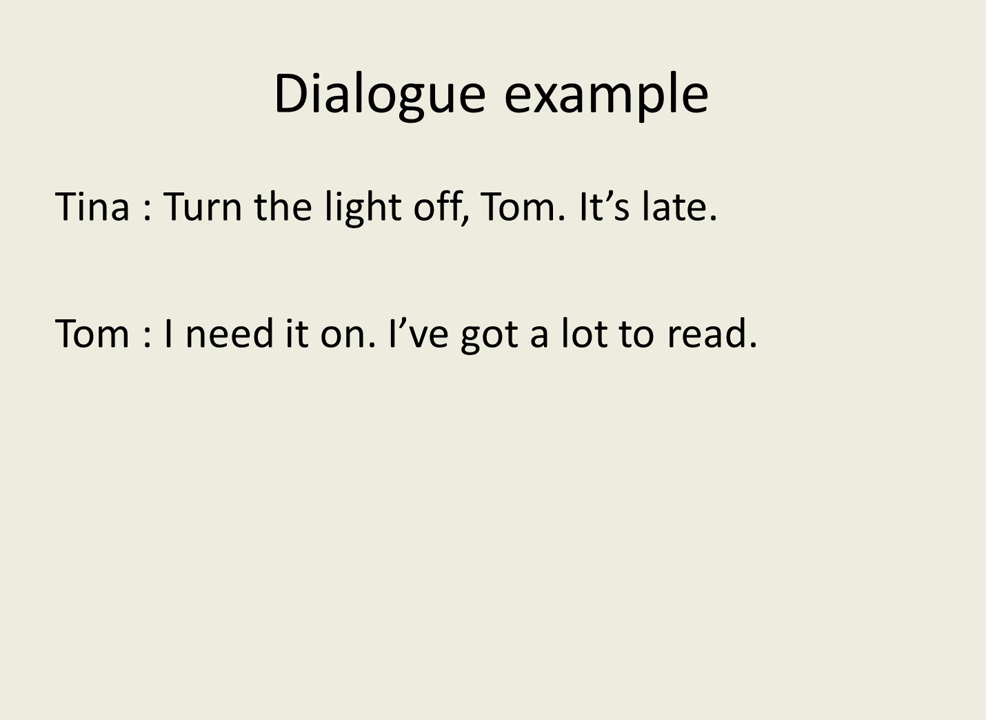 Dialogue example
Tina : Turn the light off, Tom. It’s late.
Tom : I need it on. I’ve got a lot to read.